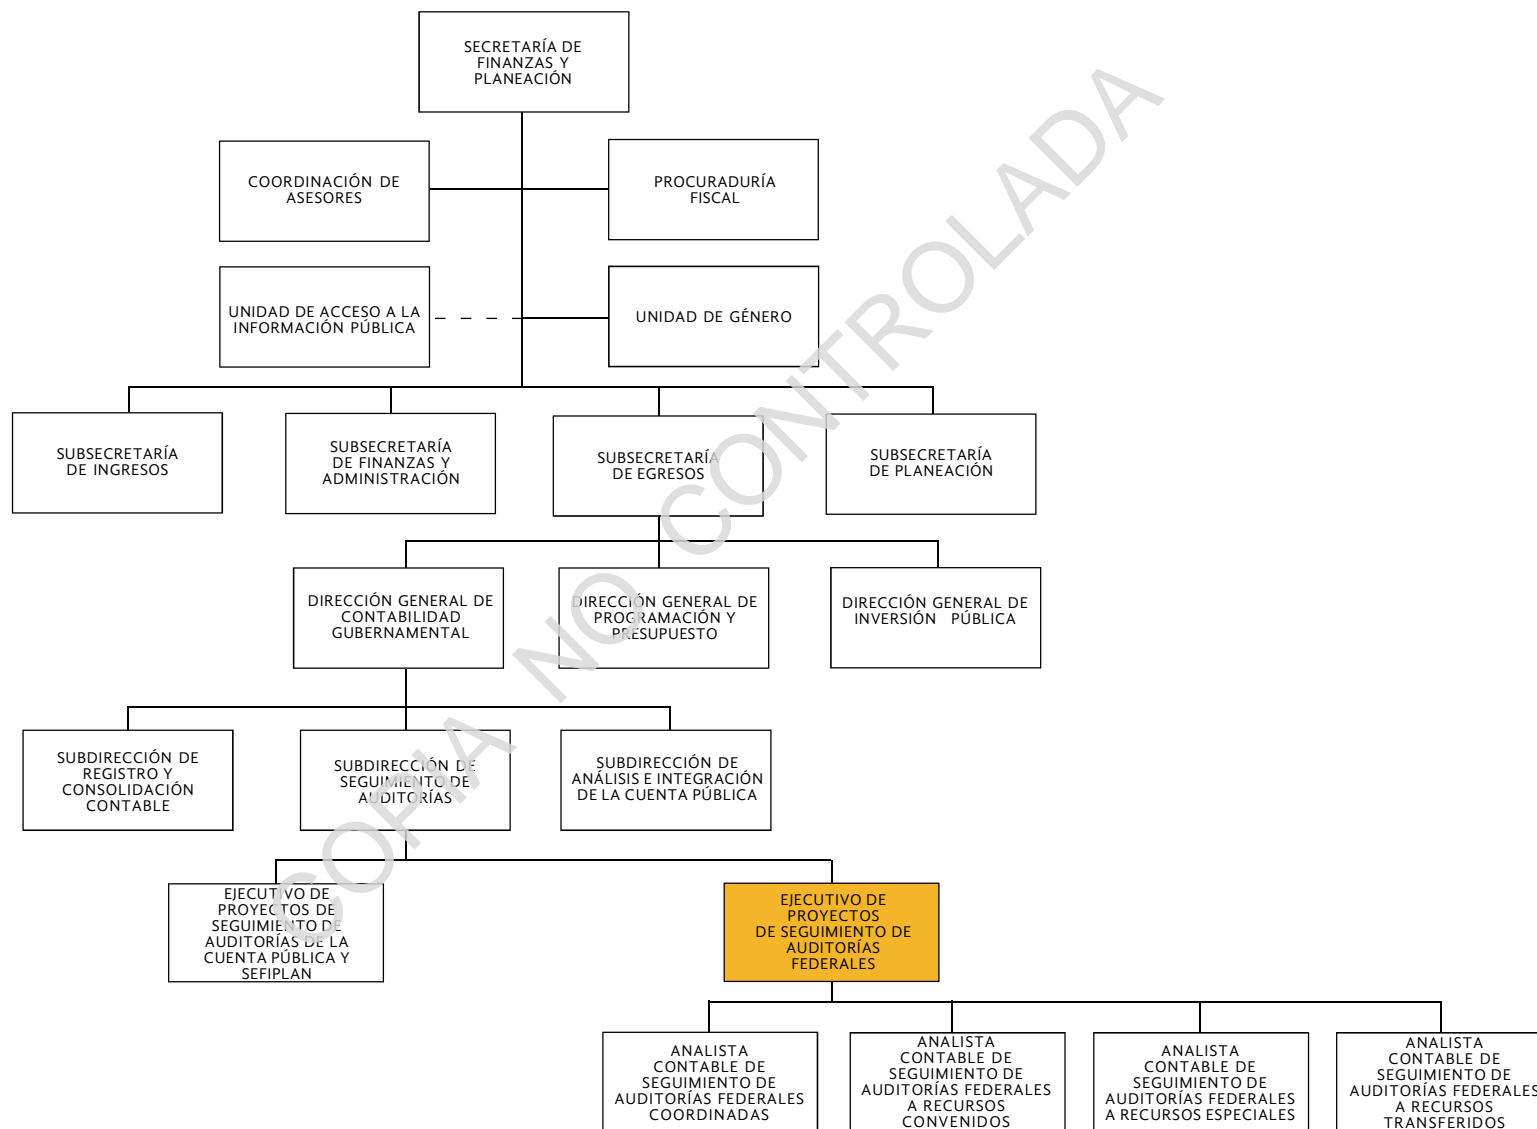 SECRETARÍA DE
FINANZAS Y
PLANEACIÓN
COORDINACIÓN DE
ASESORES
PROCURADURÍA
FISCAL
UNIDAD DE ACCESO A LA
INFORMACIÓN PÚBLICA
UNIDAD DE GÉNERO
SUBSECRETARÍA
DE INGRESOS
SUBSECRETARÍA
DE FINANZAS Y
ADMINISTRACIÓN
SUBSECRETARÍA
DE EGRESOS
SUBSECRETARÍA
DE PLANEACIÓN
DIRECCIÓN GENERAL DE
CONTABILIDAD
GUBERNAMENTAL
DIRECCIÓN GENERAL DE
PROGRAMACIÓN Y
PRESUPUESTO
DIRECCIÓN GENERAL DE
INVERSIÓN PÚBLICA
SUBDIRECCIÓN DE
REGISTRO Y
CONSOLIDACIÓN
CONTABLE
SUBDIRECCIÓN DE
SEGUIMIENTO DE
AUDITORÍAS
SUBDIRECCIÓN DE
ANÁLISIS E INTEGRACIÓN
DE LA CUENTA PÚBLICA
EJECUTIVO DE
PROYECTOS DE
SEGUIMIENTO DE
AUDITORÍAS DE LA
CUENTA PÚBLICA Y
SEFIPLAN
EJECUTIVO DE
PROYECTOS
DE SEGUIMIENTO DE
AUDITORÍAS
FEDERALES
ANALISTA
CONTABLE DE
SEGUIMIENTO DE
AUDITORÍAS FEDERALES
COORDINADAS
ANALISTA
CONTABLE DE
SEGUIMIENTO DE
AUDITORÍAS FEDERALES
A RECURSOS
CONVENIDOS
ANALISTA
CONTABLE DE
SEGUIMIENTO DE
AUDITORÍAS FEDERALES
A RECURSOS ESPECIALES
ANALISTA
CONTABLE DE
SEGUIMIENTO DE
AUDITORÍAS FEDERALES
A RECURSOS
TRANSFERIDOS
COPIA NO CONTROLADA